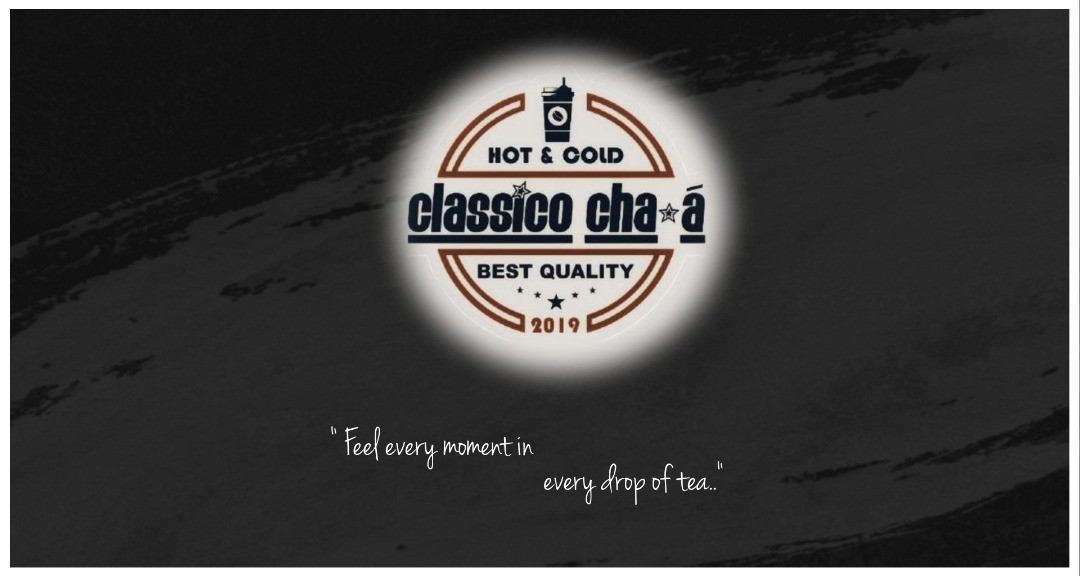 HOT & COLD
classico cha☆á
BEST QUALITY
2019
" Feel every moment in
every drop of tea.."